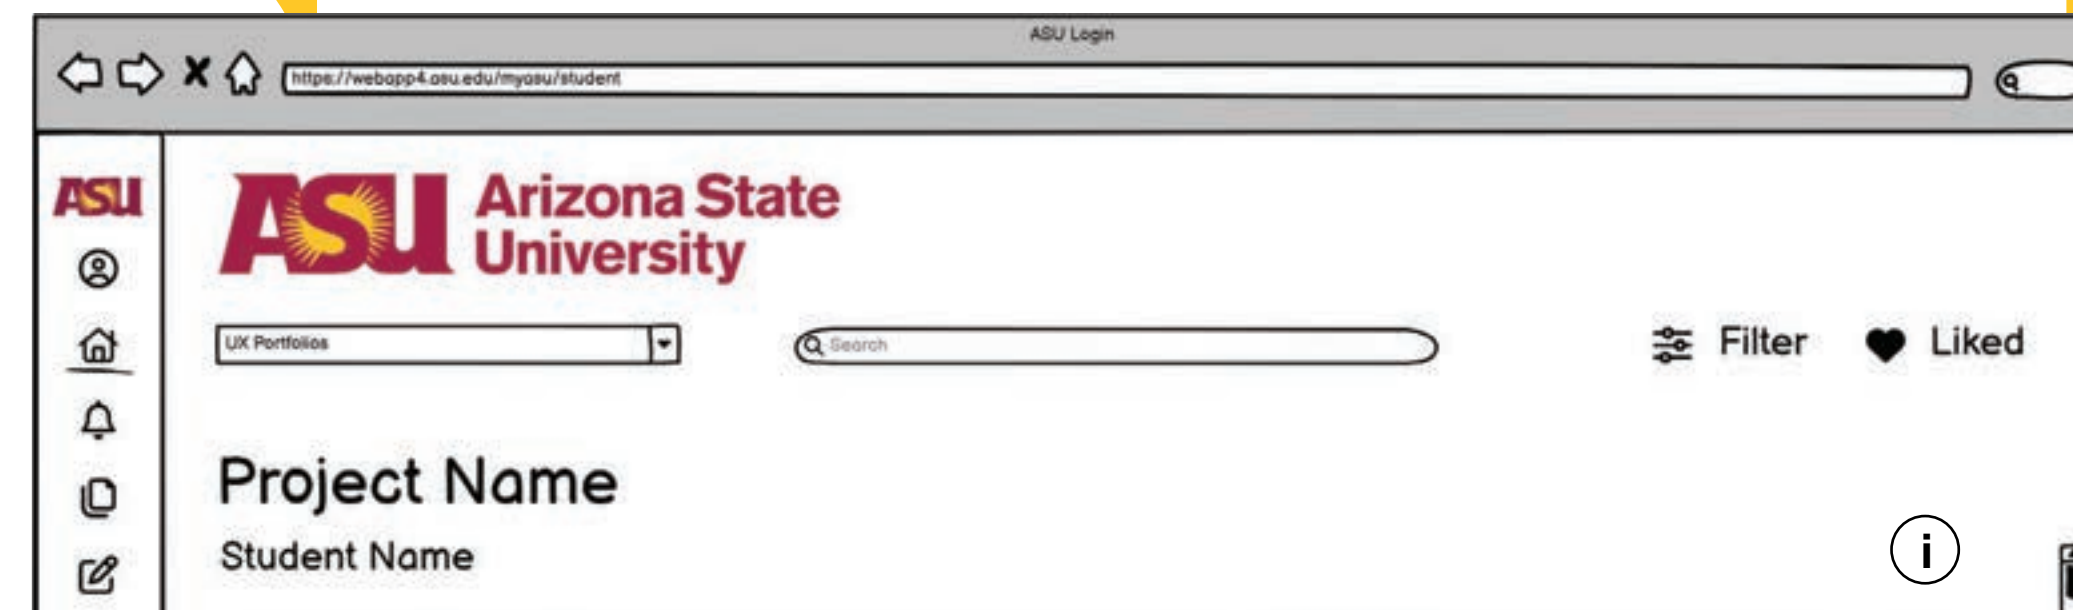 ASU Login
https://webapp4.asu.edu/myasu/student
ASU
ASU Arizona State
University
UX Portfolios
Search
Filter
Liked
Project Name
Student Name
i